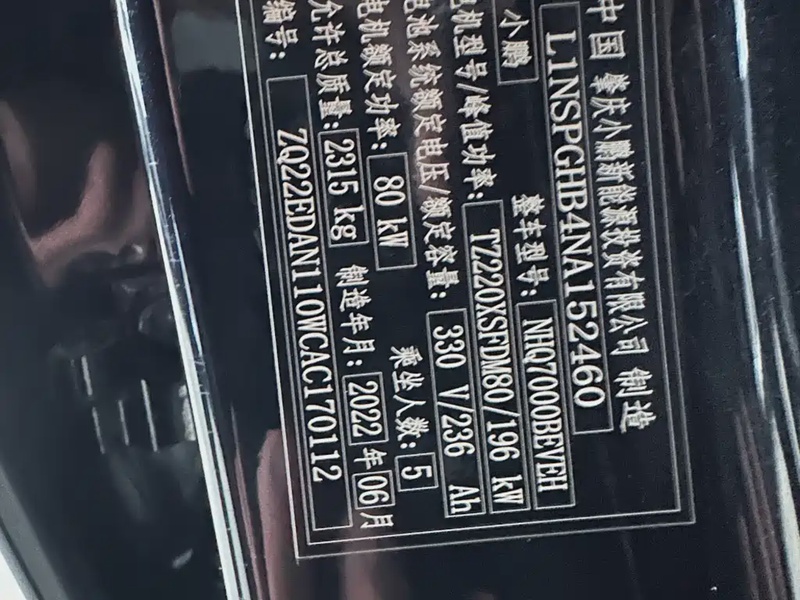 中国 肇庆小鹏新能源投资有限公司 制造
L1NSPGHB4NA152460
小鹏 整车型号: NHQ7000BEVEH
电机型号/峰值功率: TZ220XSFDM80/196 kW
电池系统额定电压/额定容量: 330 V/236 Ah
电机额定功率: 80 kW 乘坐人数: 5
允许总质量: 2315 kg 制造年月: 2022 年 06 月
编号: ZQ22EDAN110WCAC170112